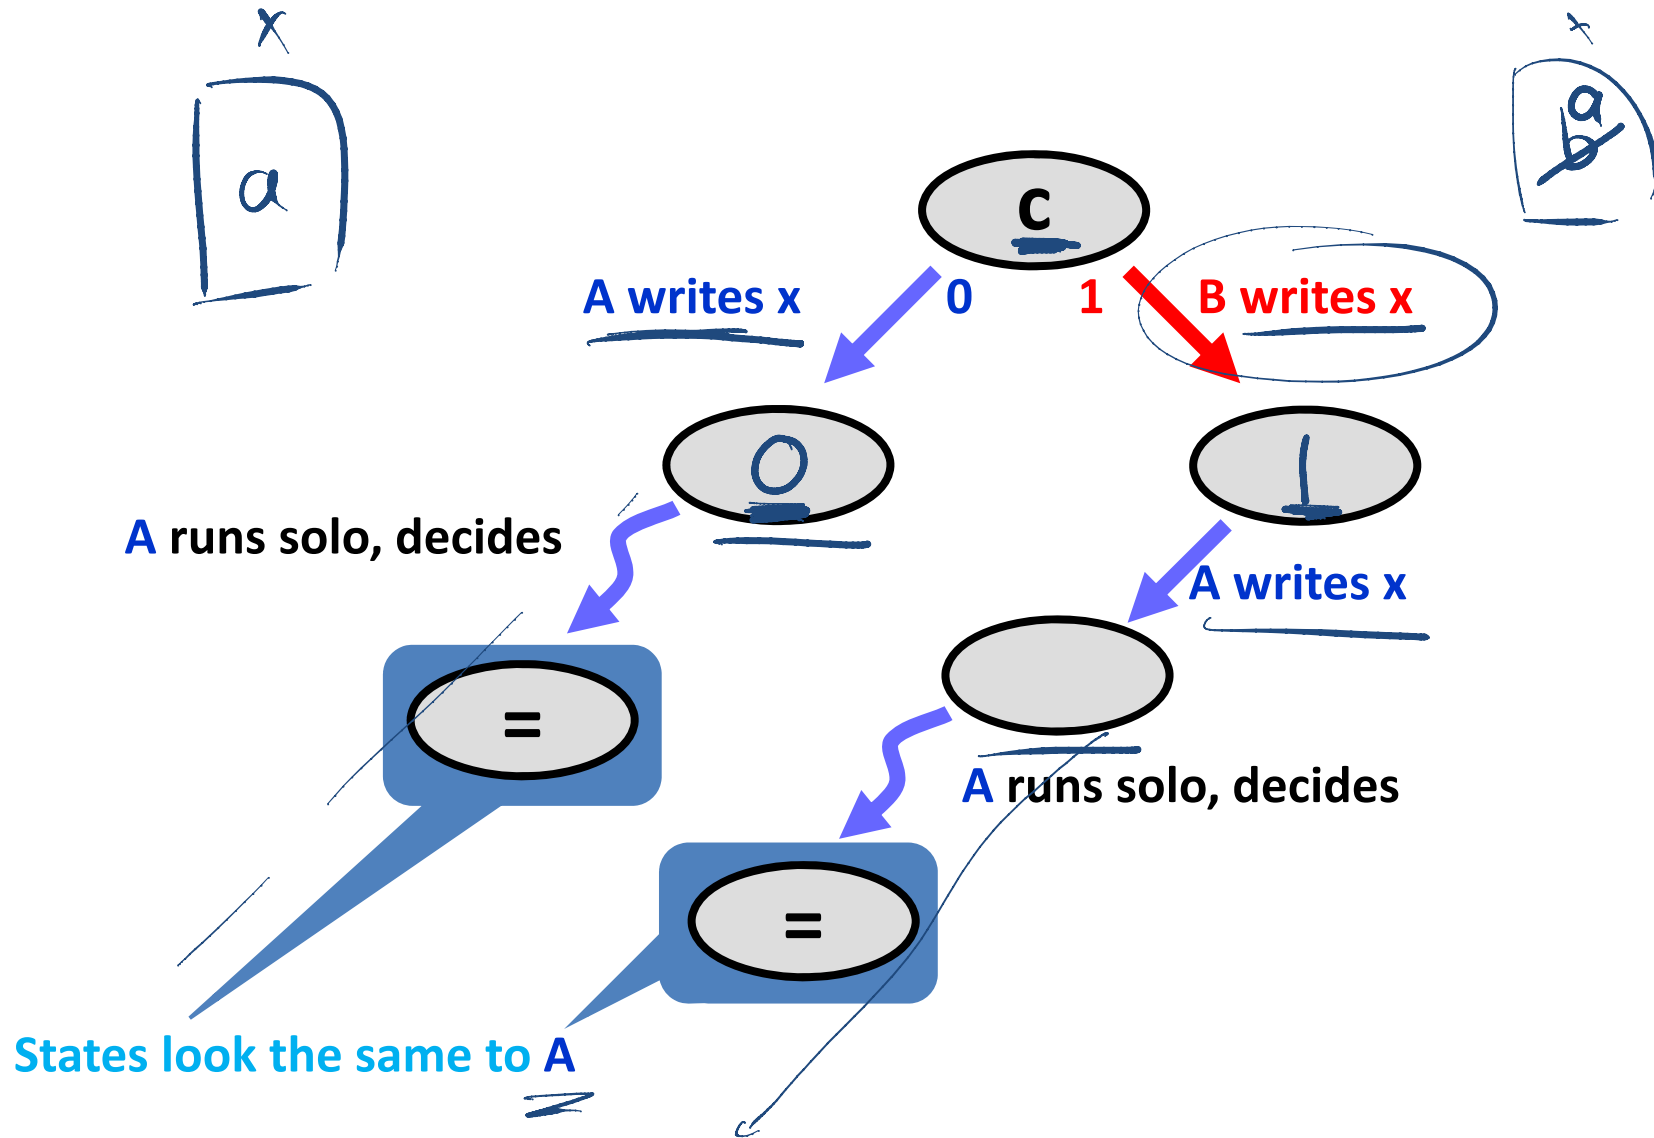 x
x
a
a
b
c
A writes x
0
1
B writes x
0
1
A runs solo, decides
A writes x
=
A runs solo, decides
=
States look the same to A